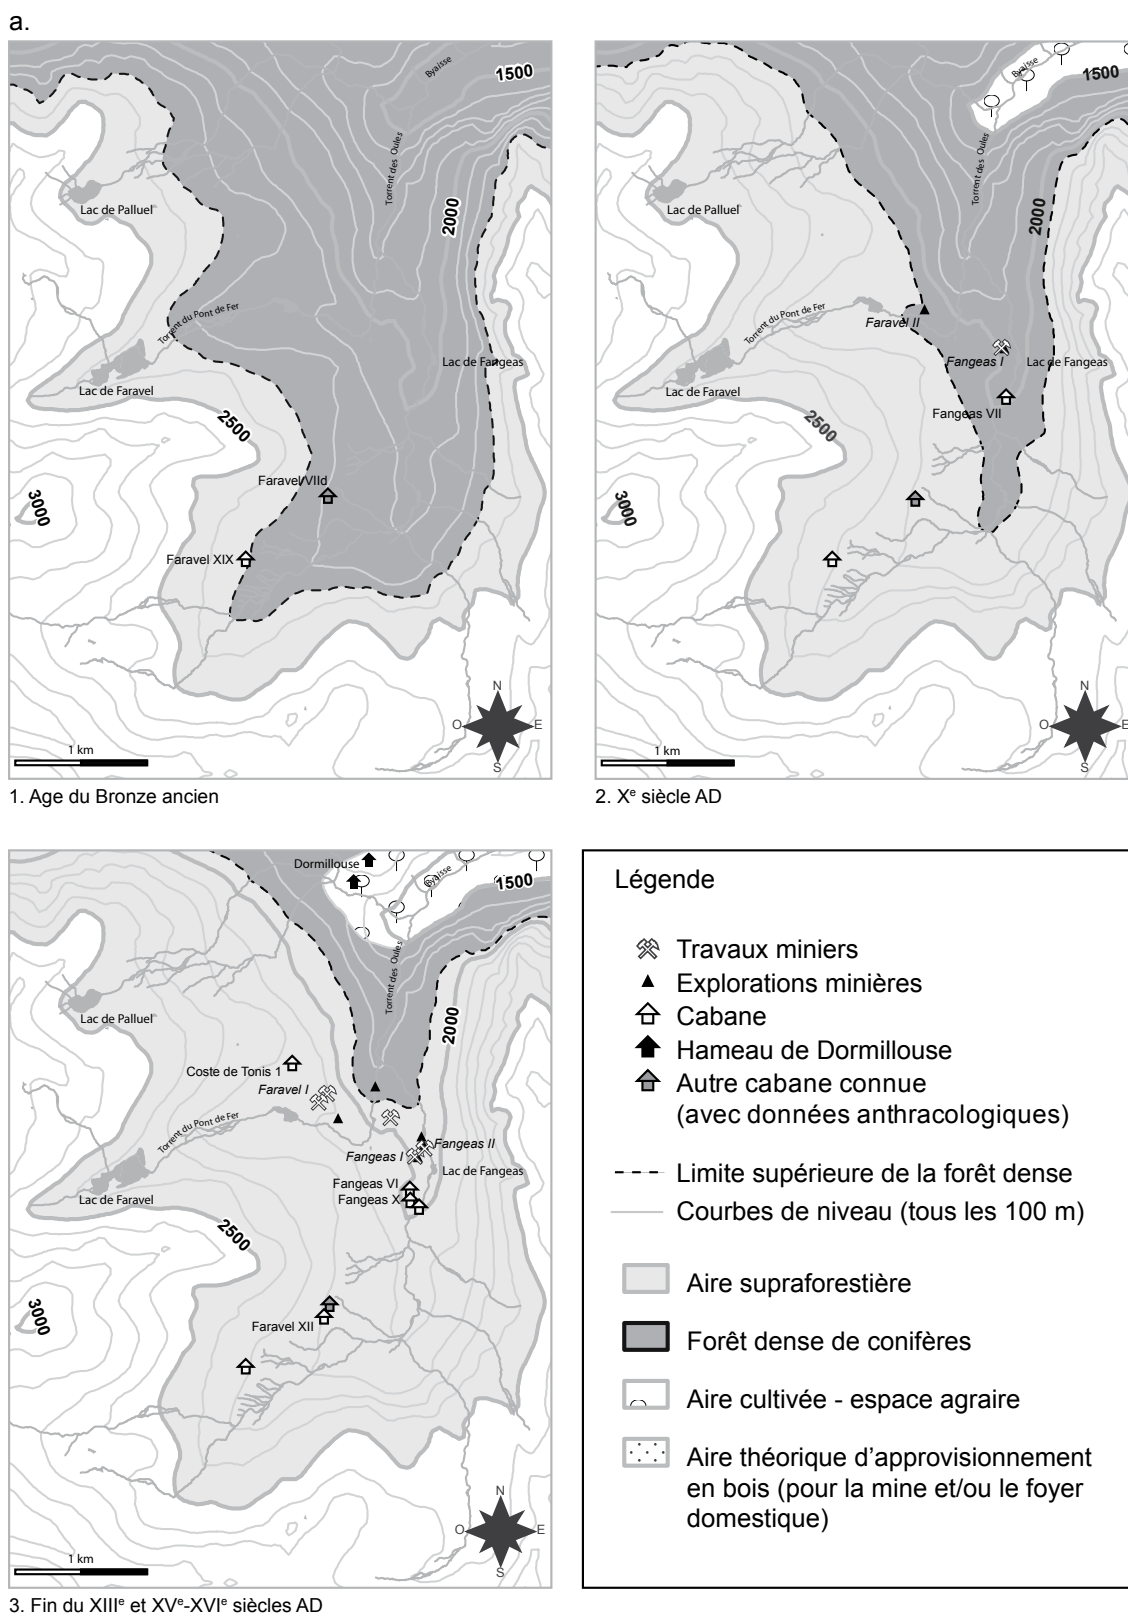 a.
Byaisse
1500
Torrent des Oules
2000
Lac de Palluel
Torrent du Pont de Fer
Lac de Fangeas
Lac de Faravel
2500
Faravel VIId
3000
Faravel XIX
N
O
E
S
1 km
1. Age du Bronze ancien
Byaisse
1500
Torrent des Oules
2000
Lac de Palluel
Torrent du Pont de Fer
Faravel II
Fangeas I
Lac de Fangeas
Lac de Faravel
Fangeas VII
2500
3000
N
O
E
S
1 km
2. Xe siècle AD
Dormillouse
Byaisse
1500
Torrent des Oules
2000
Lac de Palluel
Coste de Tonis 1
Faravel I
Torrent du Pont de Fer
Fangeas II
Fangeas I
Lac de Fangeas
Fangeas VI
Fangeas X
Lac de Faravel
2500
3000
Faravel XII
N
O
E
S
1 km
3. Fin du XIIIe et XVe-XVIe siècles AD
Légende
Travaux miniers
Explorations minières
Cabane
Hameau de Dormillouse
Autre cabane connue
(avec données anthracologiques)
Limite supérieure de la forêt dense
Courbes de niveau (tous les 100 m)
Aire supraforestière
Forêt dense de conifères
Aire cultivée - espace agraire
Aire théorique d'approvisionnement
en bois (pour la mine et/ou le foyer
domestique)